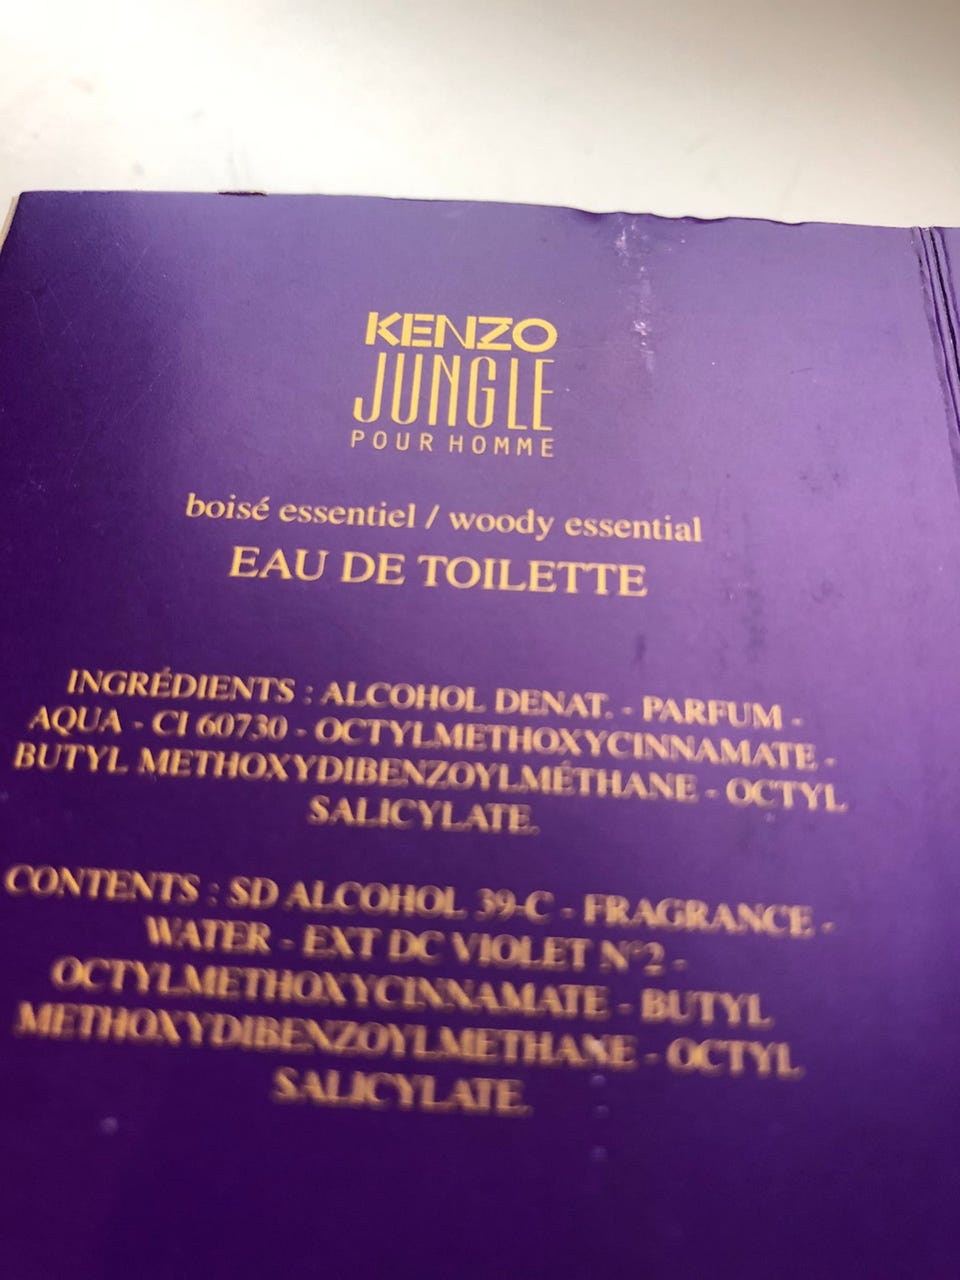 KENZO
JUNGLE
POUR HOMME
boisé essentiel / woody essential
EAU DE TOILETTE
INGRÉDIENTS : ALCOHOL DENAT. - PARFUM -
AQUA - CI 60730 - OCTYLMETHOXYCINNAMATE -
BUTYL METHOXYDIBENZOYLMÉTHANE - OCTYL
SALICYLATE.
CONTENTS : SD ALCOHOL 39-C - FRAGRANCE -
WATER - EXT DC VIOLET N°2 -
OCTYLMETHOXYCINNAMATE - BUTYL
METHOXYDIBENZOYLMETHANE - OCTYL
SALICYLATE.